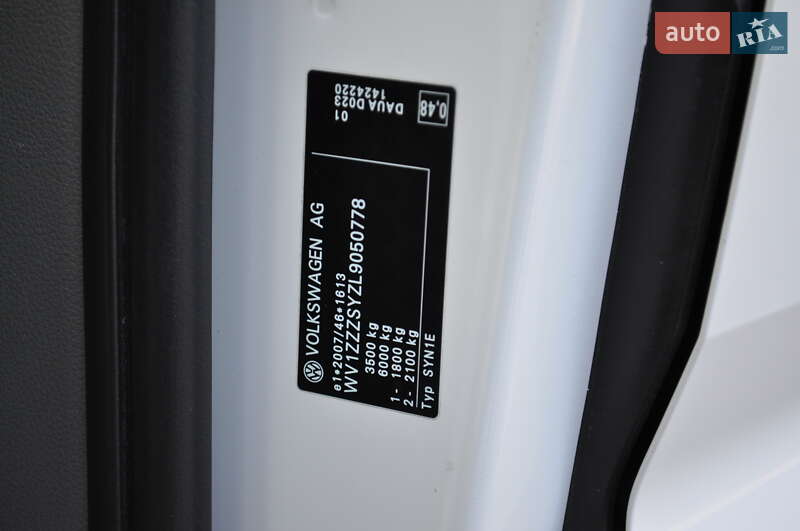 auto RIA
VOLKSWAGEN AG
e1*2007/46*1613
WV1ZZZSYZL9050778
3500 kg
6000 kg
1- 1800 kg
2- 2100 kg
Typ SYN1E
01
DAUA D023
1424220
0,48